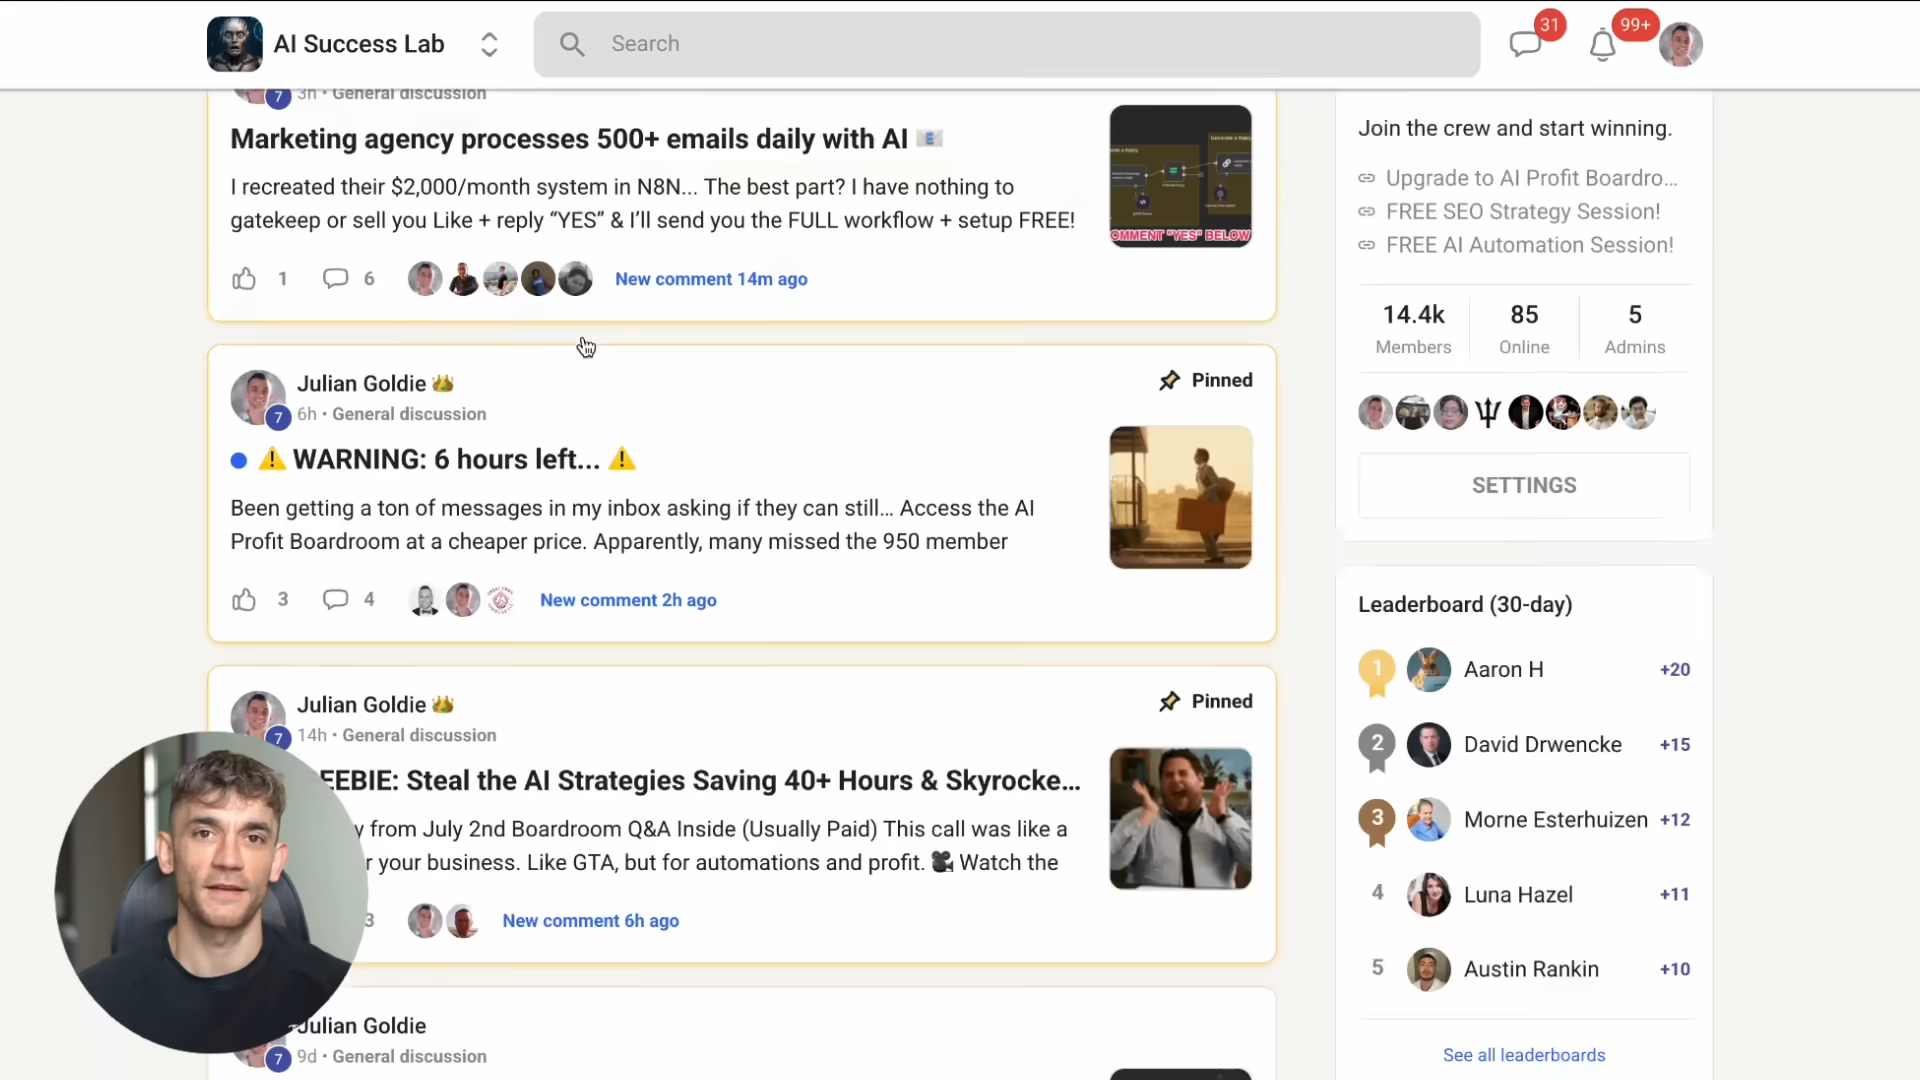 AI Success Lab
Search
31
99+
7
3h • General discussion
Marketing agency processes 500+ emails daily with AI
I recreated their $2,000/month system in N8N... The best part? I have nothing to
gatekeep or sell you Like + reply “YES” & I’ll send you the FULL workflow + setup FREE!
OMMENT "YES" BELOW
1
6
New comment 14m ago
Julian Goldie
Pinned
7
6h • General discussion
WARNING: 6 hours left...
Been getting a ton of messages in my inbox asking if they can still... Access the AI
Profit Boardroom at a cheaper price. Apparently, many missed the 950 member
3
4
New comment 2h ago
Julian Goldie
Pinned
7
14h • General discussion
EEBIE: Steal the AI Strategies Saving 40+ Hours & Skyrocke...
y from July 2nd Boardroom Q&A Inside (Usually Paid) This call was like a
r your business. Like GTA, but for automations and profit. Watch the
3
New comment 6h ago
Julian Goldie
7
9d • General discussion
Join the crew and start winning.
Upgrade to AI Profit Boardro...
FREE SEO Strategy Session!
FREE AI Automation Session!
14.4k
Members
85
Online
5
Admins
SETTINGS
Leaderboard (30-day)
1 Aaron H +20
2 David Drwencke +15
3 Morne Esterhuizen +12
4 Luna Hazel +11
5 Austin Rankin +10
See all leaderboards